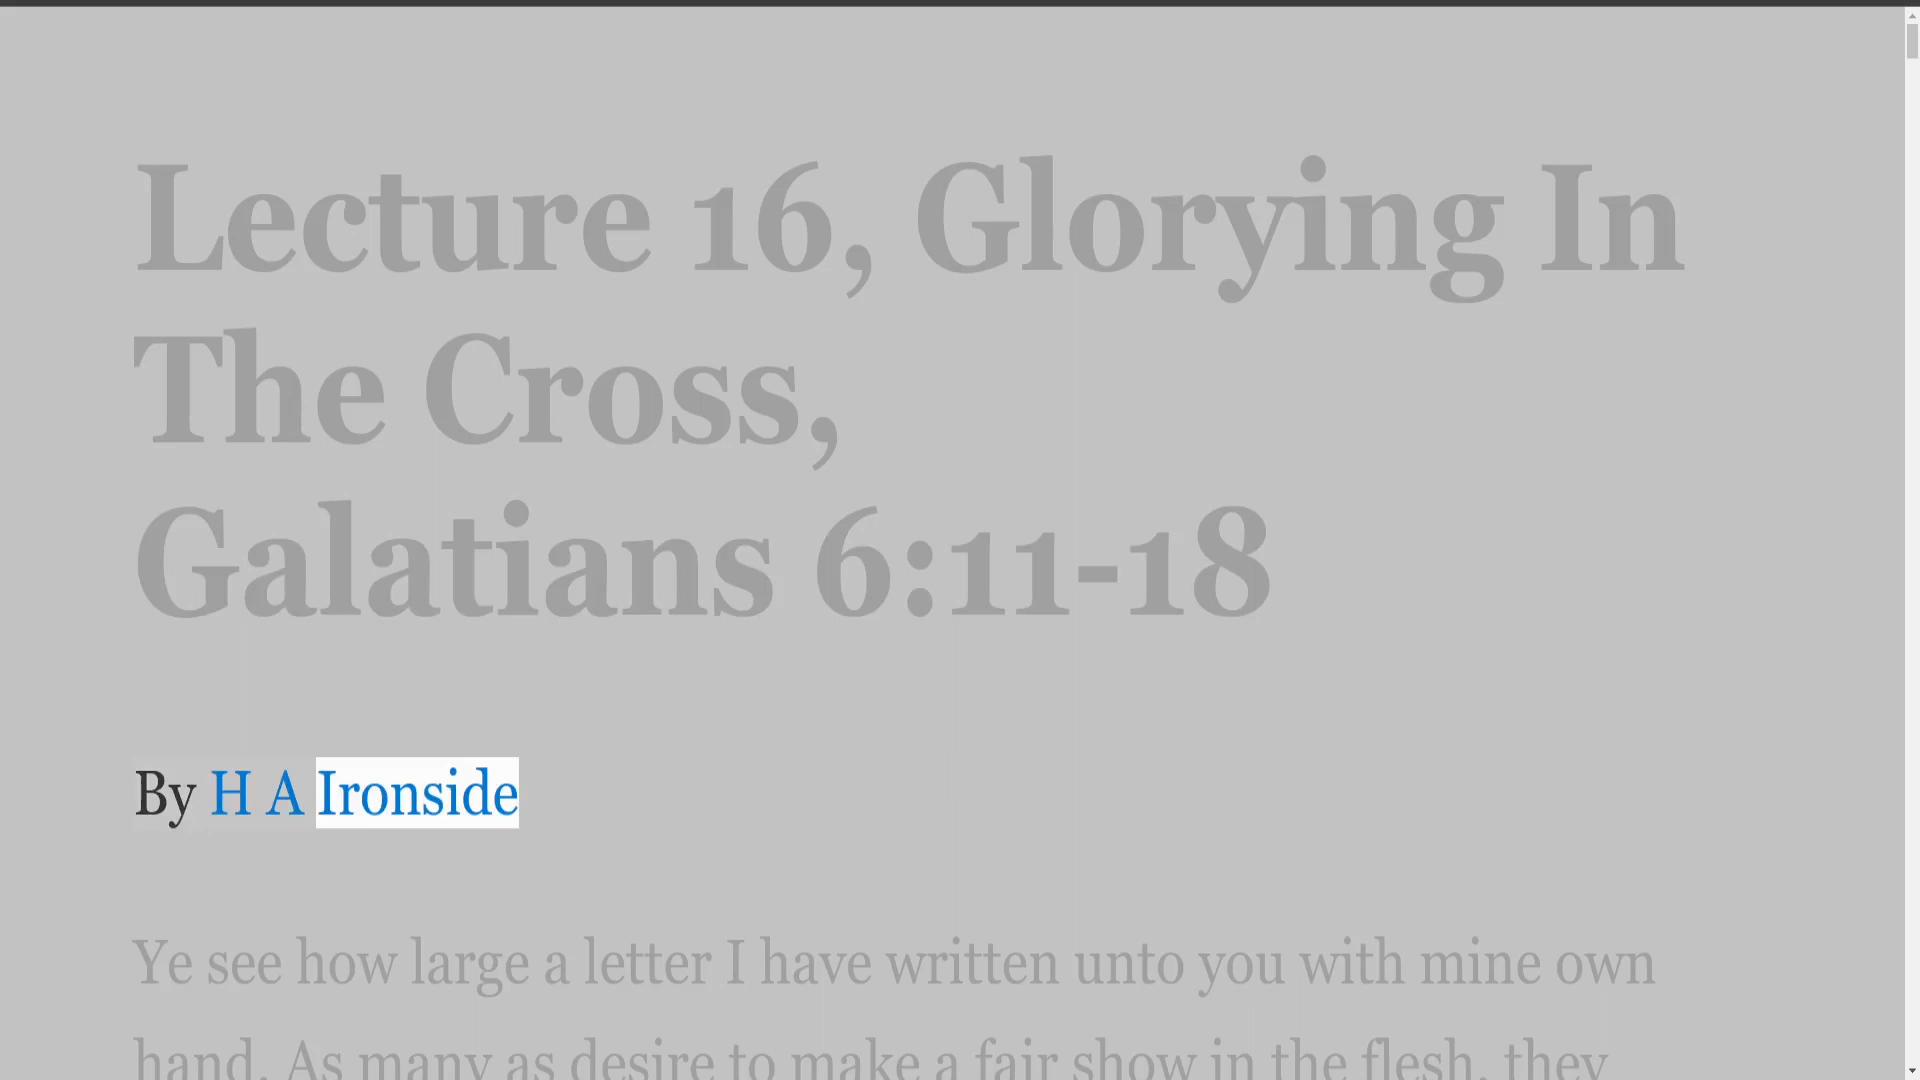 Lecture 16, Glorying In
The Cross,
Galatians 6:11-18
By H A Ironside
Ye see how large a letter I have written unto you with mine own
hand. As many as desire to make a fair show in the flesh, they